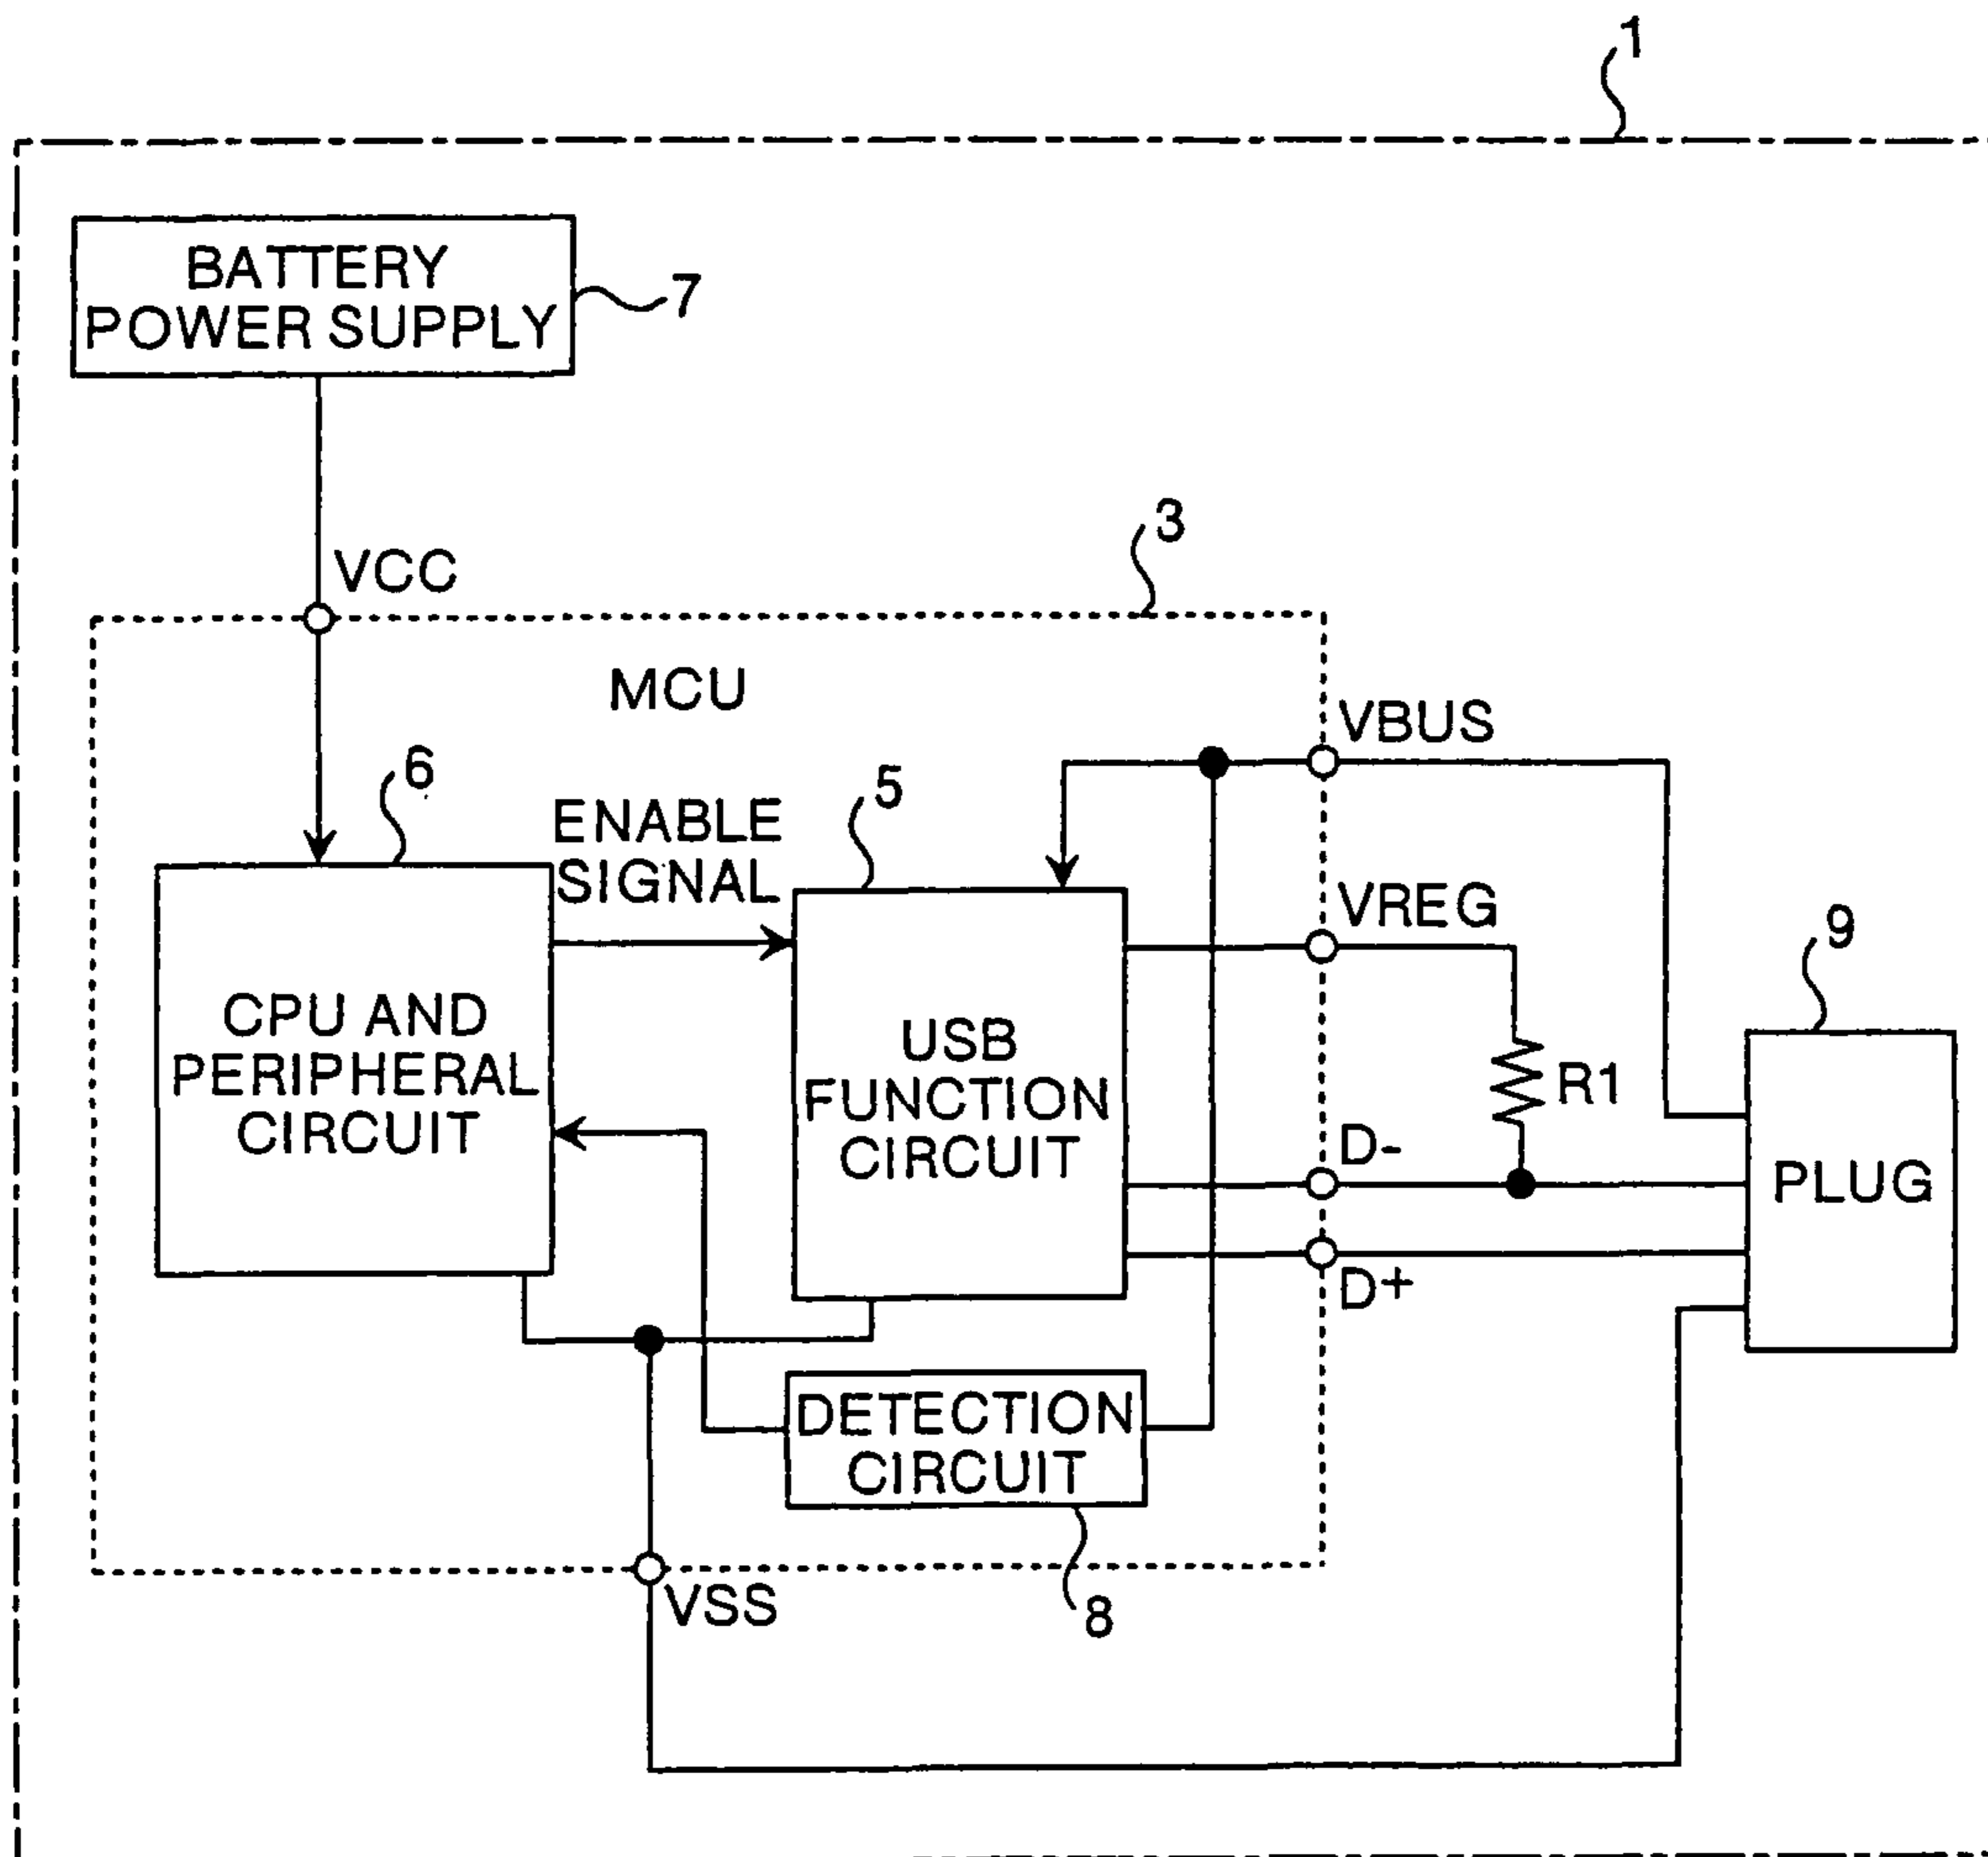 1
BATTERY
POWER SUPPLY
7
VCC
3
MCU
VBUS
6
ENABLE
SIGNAL
5
VREG
9
CPU AND
PERIPHERAL
CIRCUIT
USB
FUNCTION
CIRCUIT
R1
D-
PLUG
D+
DETECTION
CIRCUIT
VSS
8